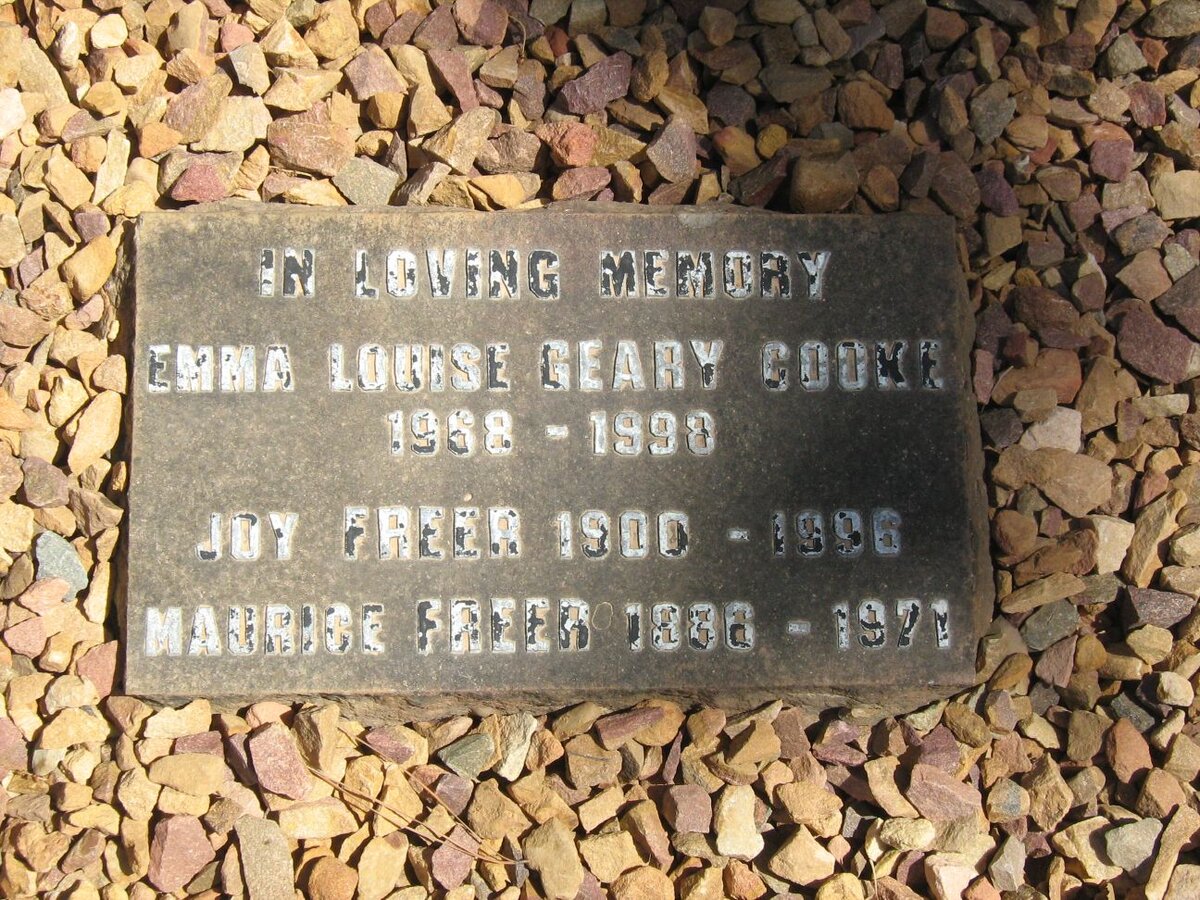 IN LOVING MEMORY
EMMA LOUISE GEARY COOKE
1968 - 1998
JOY FREER 1900 - 1996
MAURICE FREER 1886 - 1971